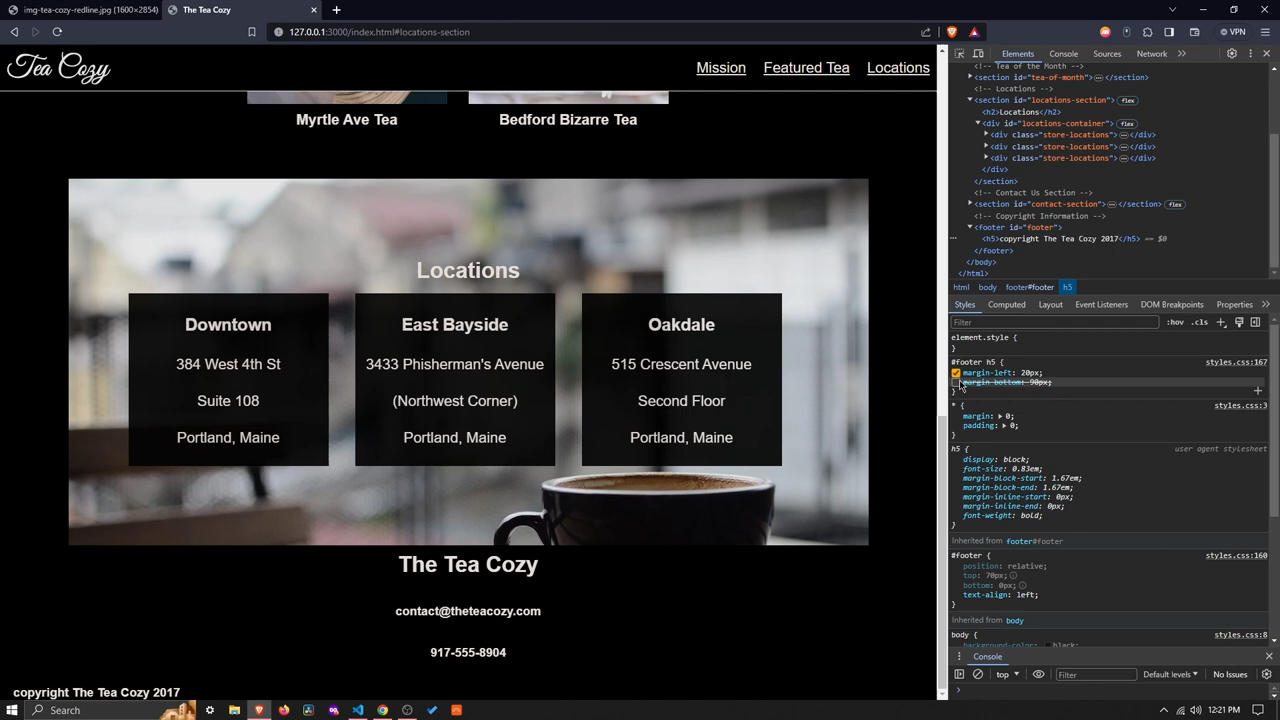 img-tea-cozy-redline.jpg (1600×2854)
The Tea Cozy
127.0.0.1:3000/index.html#locations-section
VPN
Tea Cozy
Mission
Featured Tea
Locations
Myrtle Ave Tea
Bedford Bizarre Tea
Locations
Downtown
384 West 4th St
Suite 108
Portland, Maine
East Bayside
3433 Phisherman's Avenue
(Northwest Corner)
Portland, Maine
Oakdale
515 Crescent Avenue
Second Floor
Portland, Maine
The Tea Cozy
contact@theteacozy.com
917-555-8904
copyright The Tea Cozy 2017
Elements Console Sources Network
<!-- Tea of the Month -->
<section id="tea-of-month"></section>
<!-- Locations -->
<section id="locations-section"> flex
<h2>Locations</h2>
<div id="locations-container"> flex
<div class="store-locations"></div>
<div class="store-locations"></div>
<div class="store-locations"></div>
</div>
</section>
<!-- Contact Us Section -->
<section id="contact-section"></section> flex
<!-- Copyright Information -->
<footer id="footer">
<h5>copyright The Tea Cozy 2017</h5> == $0
</footer>
</body>
</html>
html body footer#footer h5
Styles Computed Layout Event Listeners DOM Breakpoints Properties
Filter :hov .cls
element.style {
}
#footer h5 { styles.css:167
margin-left: 20px;
margin-bottom: 90px;
}
* { styles.css:3
margin: 0;
padding: 0;
}
h5 { user agent stylesheet
display: block;
font-size: 0.83em;
margin-block-start: 1.67em;
margin-block-end: 1.67em;
margin-inline-start: 0px;
margin-inline-end: 0px;
font-weight: bold;
}
Inherited from footer#footer
#footer { styles.css:160
position: relative;
top: 70px;
bottom: 0px;
text-align: left;
}
Inherited from body
body { styles.css:8
background-color: black;
Console
top Filter Default levels No Issues
Search
12:21 PM